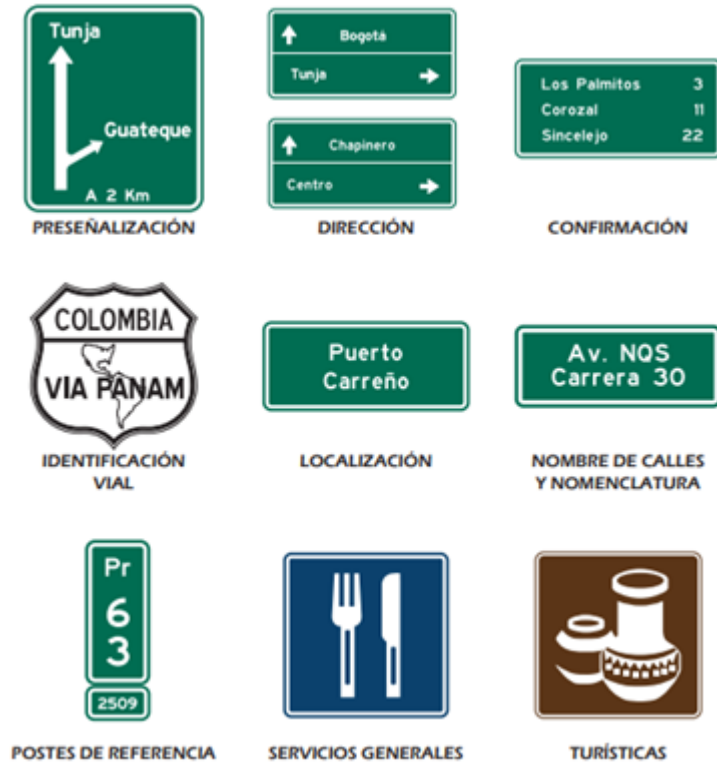 Tunja
Guateque
A 2 Km
PRESEÑALIZACIÓN
Bogotá
Tunja
Chapinero
Centro
DIRECCIÓN
Los Palmitos 3
Corozal 11
Sincelejo 22
CONFIRMACIÓN
COLOMBIA
VIA PANAM
IDENTIFICACIÓN
VIAL
Puerto
Carreño
LOCALIZACIÓN
Av. NQS
Carrera 30
NOMBRE DE CALLES
Y NOMENCLATURA
Pr
6
3
2509
POSTES DE REFERENCIA
SERVICIOS GENERALES
TURÍSTICAS